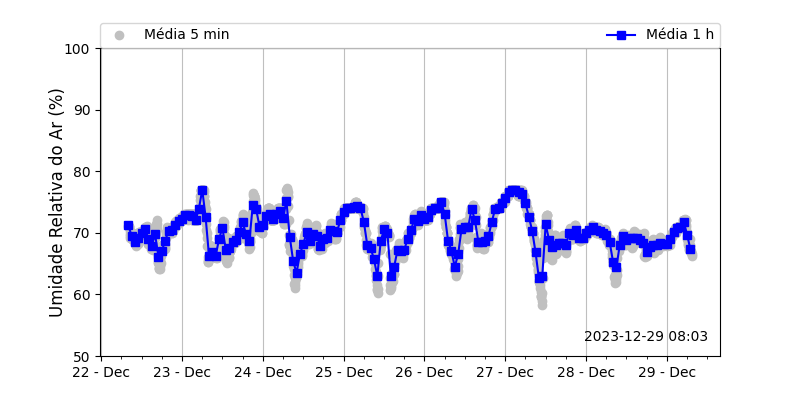 Média 5 min
Média 1 h
Umidade Relativa do Ar (%)
100
90
80
70
60
50
2023-12-29 08:03
22 - Dec
23 - Dec
24 - Dec
25 - Dec
26 - Dec
27 - Dec
28 - Dec
29 - Dec